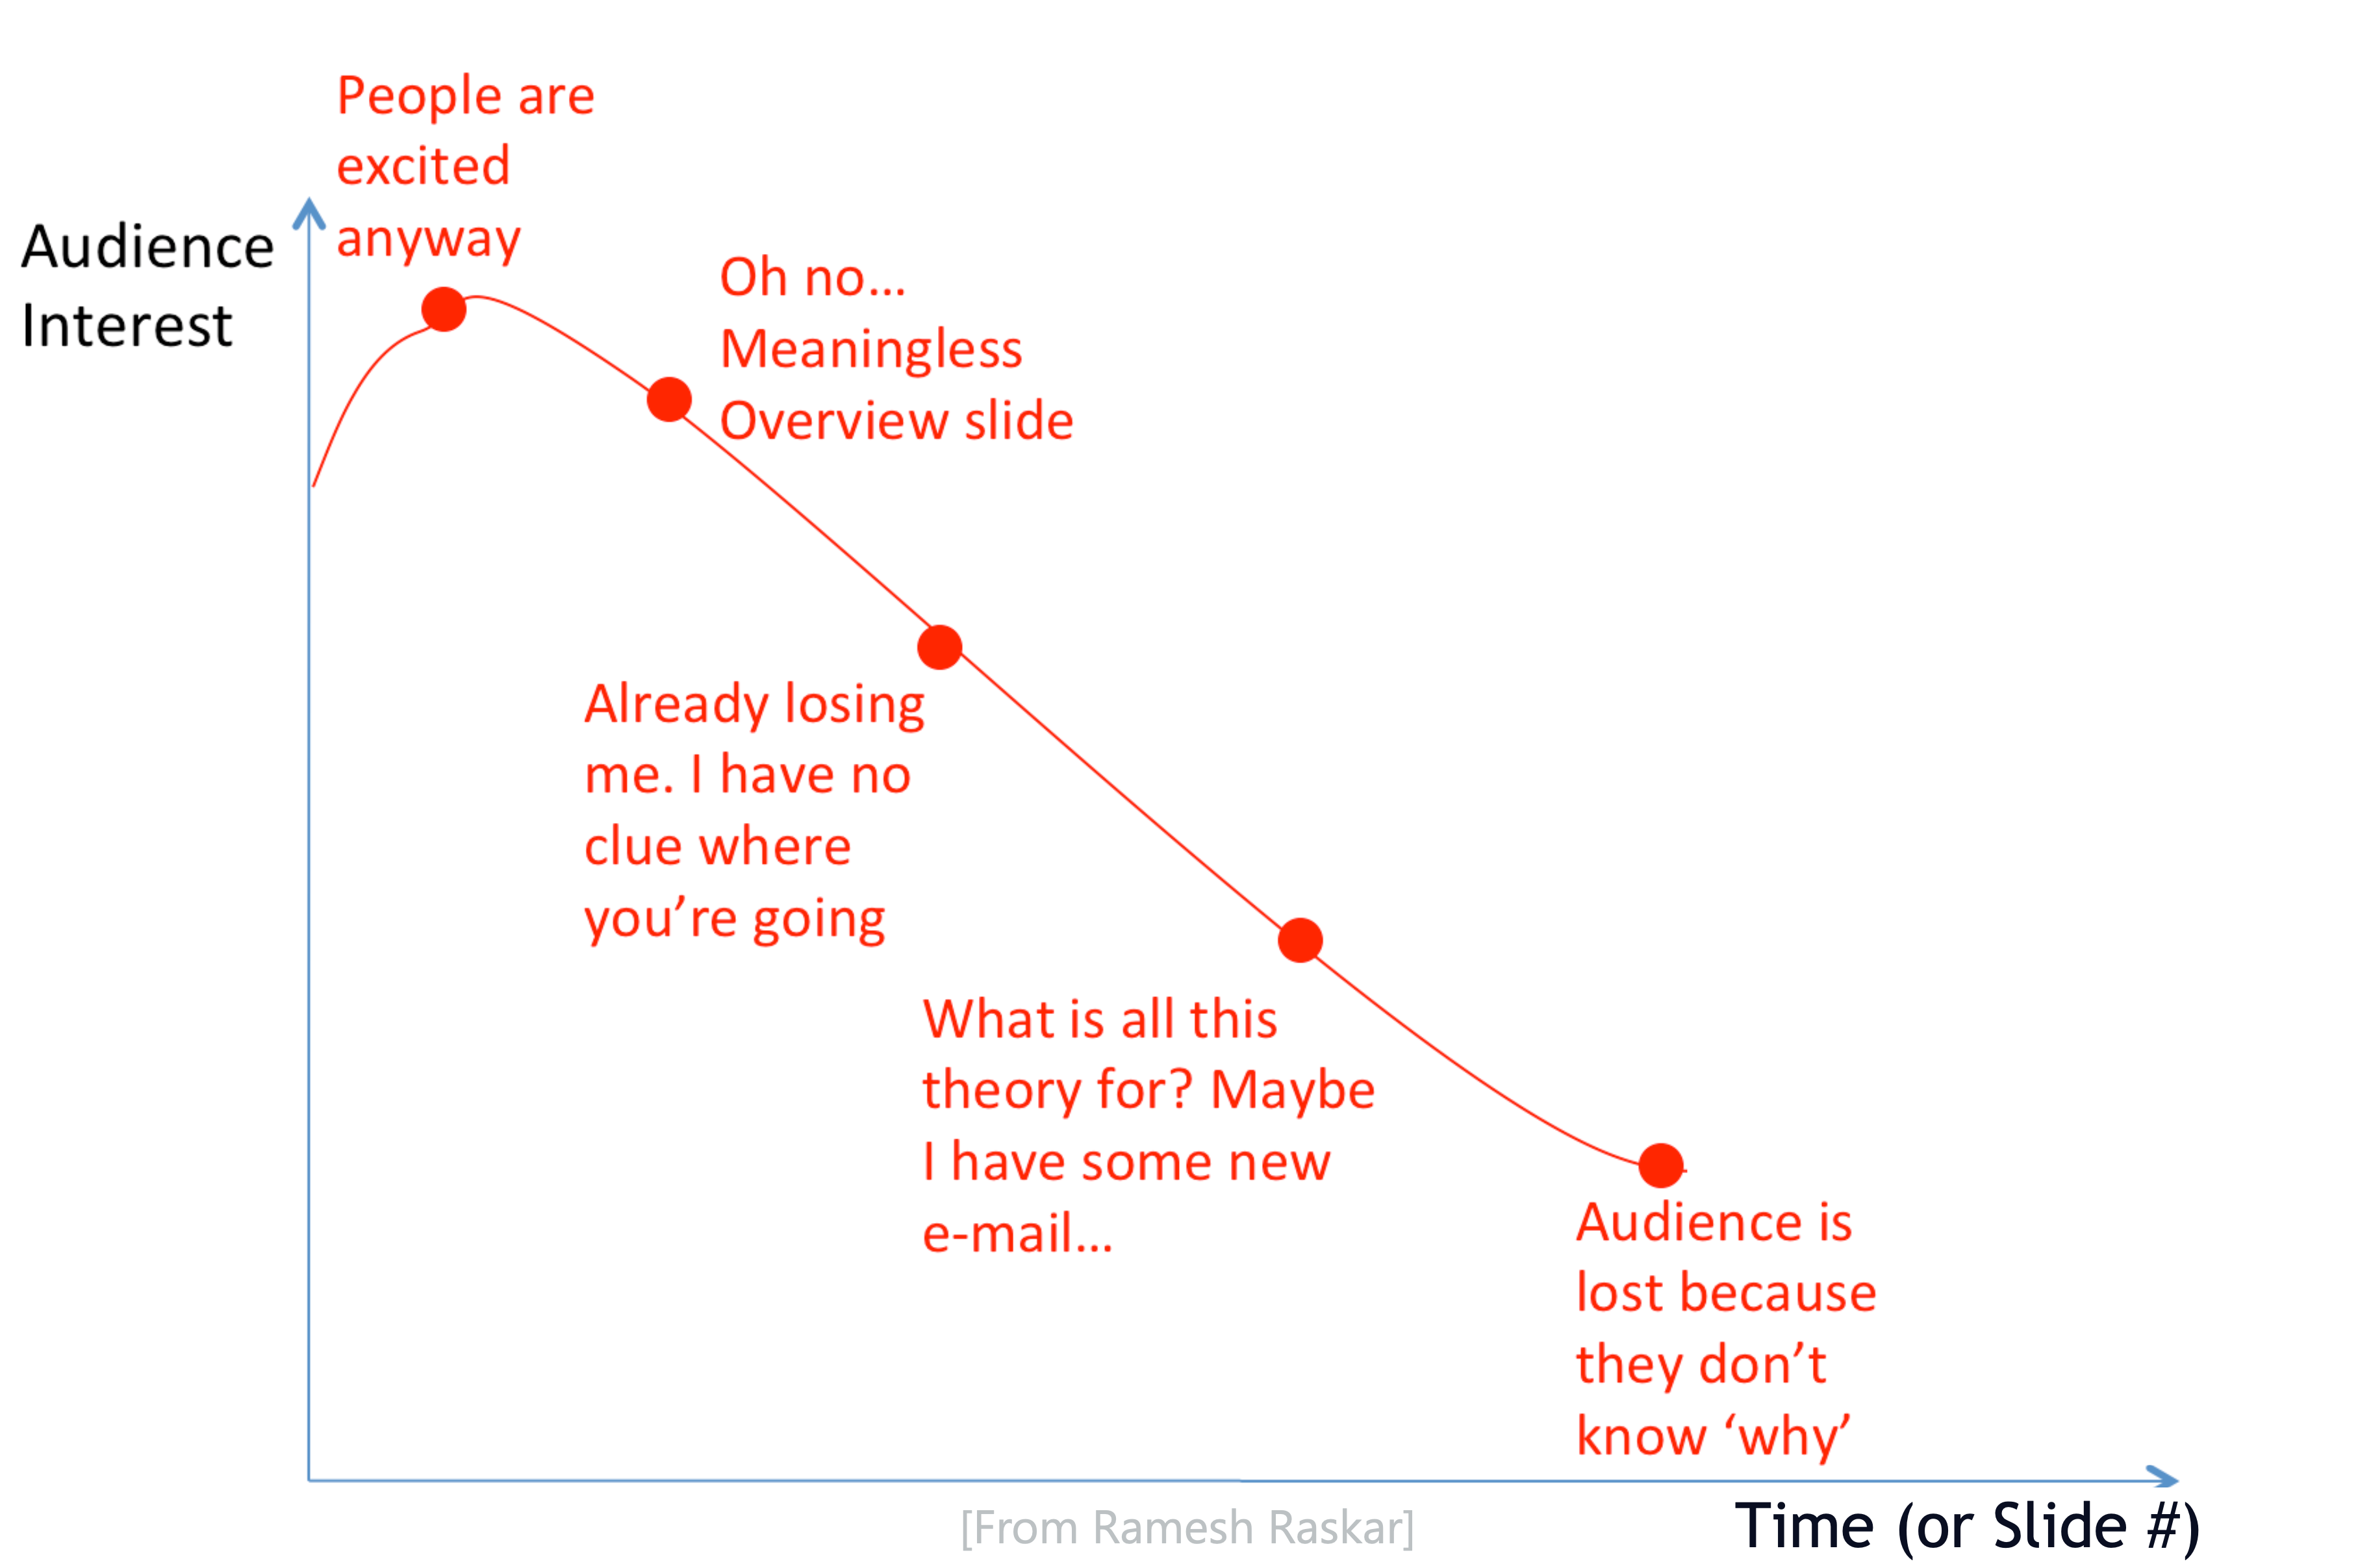 People are
excited
anyway
Audience
Interest
Oh no...
Meaningless
Overview slide
Already losing
me. I have no
clue where
you’re going
What is all this
theory for? Maybe
I have some new
e-mail...
Audience is
lost because
they don’t
know ‘why’
[From Ramesh Raskar]
Time (or Slide #)